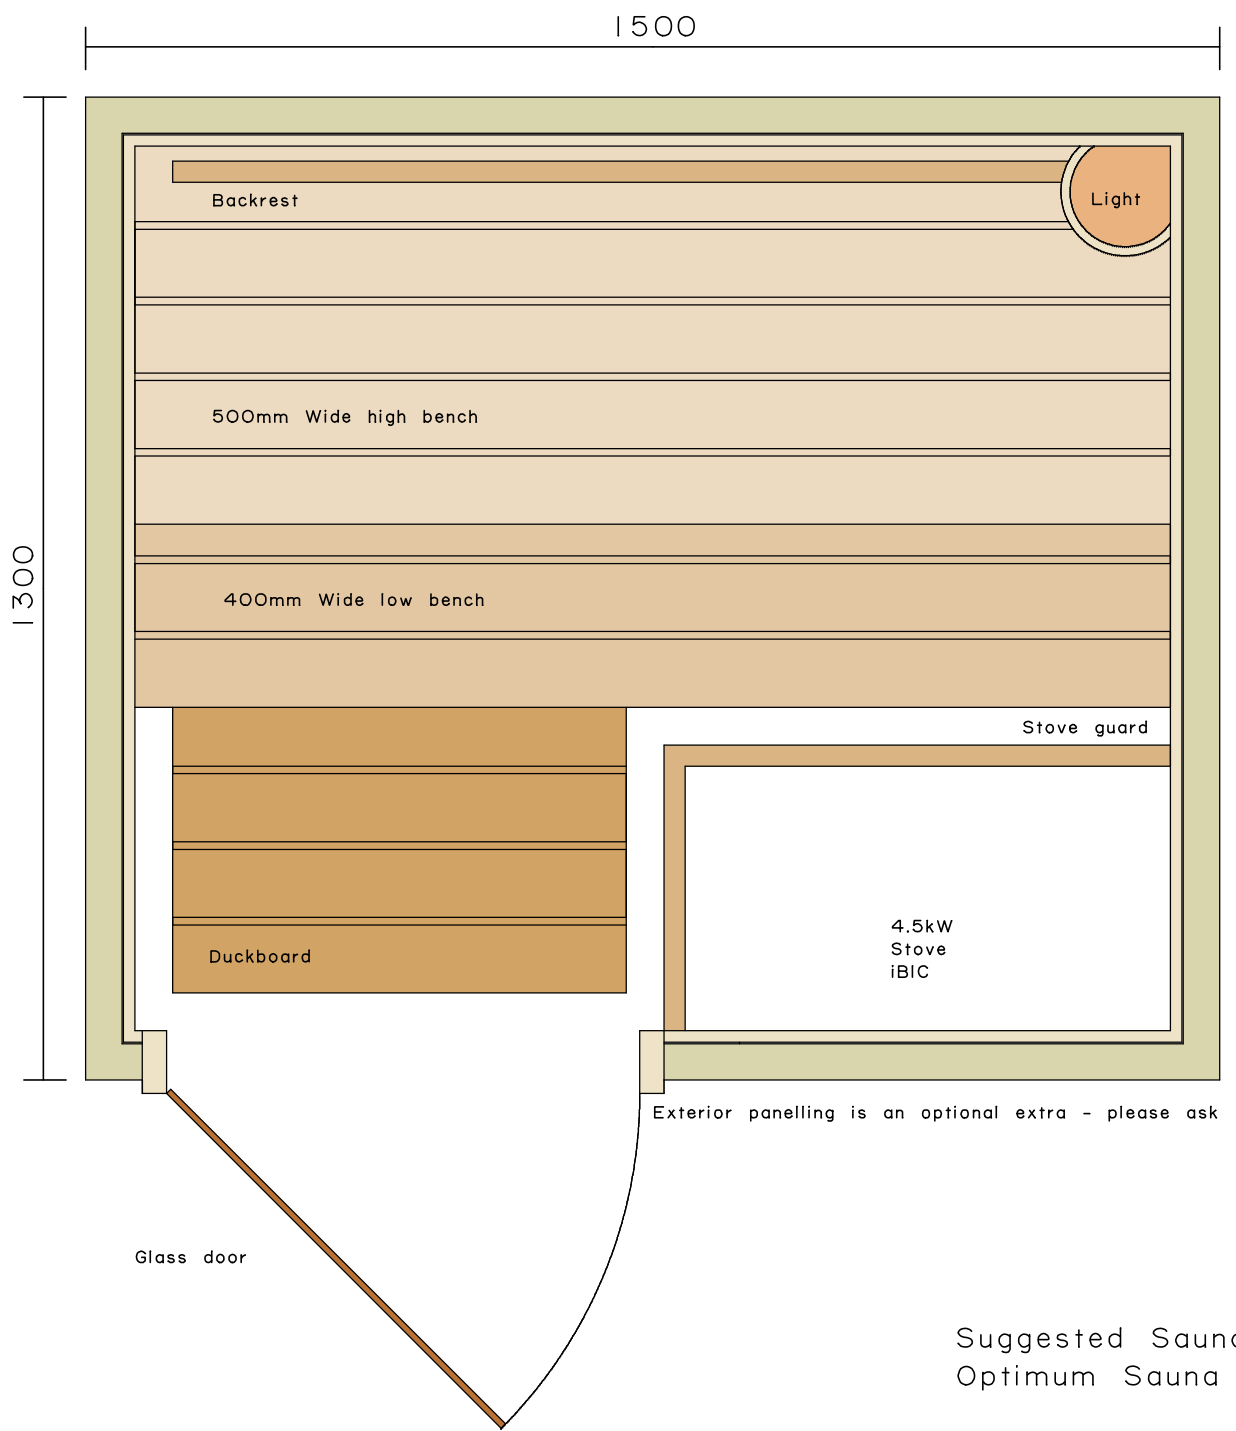 1500
Light
Backrest
500mm Wide high bench
1300
400mm Wide low bench
Stove guard
4.5kW
Stove
iBIC
Duckboard
Exterior panelling is an optional extra - please ask
Glass door
Suggested
Optimum Sauna